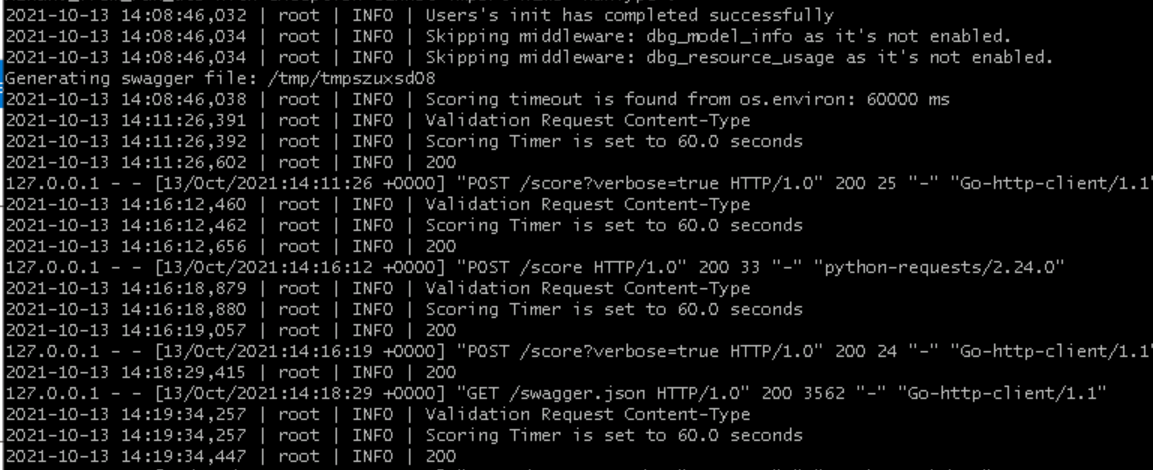 2021-10-13 14:08:46,032 | root | INFO | Users's init has completed successfully
2021-10-13 14:08:46,034 | root | INFO | Skipping middleware: dbg_model_info as it's not enabled.
2021-10-13 14:08:46,034 | root | INFO | Skipping middleware: dbg_resource_usage as it's not enabled.
Generating swagger file: /tmp/tmpszuxsd08
2021-10-13 14:08:46,038 | root | INFO | Scoring timeout is found from os.environ: 60000 ms
2021-10-13 14:11:26,391 | root | INFO | Validation Request Content-Type
2021-10-13 14:11:26,392 | root | INFO | Scoring Timer is set to 60.0 seconds
2021-10-13 14:11:26,602 | root | INFO | 200
127.0.0.1 - - [13/Oct/2021:14:11:26 +0000] "POST /score?verbose=true HTTP/1.0" 200 25 "-" "Go-http-client/1.1"
2021-10-13 14:16:12,460 | root | INFO | Validation Request Content-Type
2021-10-13 14:16:12,462 | root | INFO | Scoring Timer is set to 60.0 seconds
2021-10-13 14:16:12,656 | root | INFO | 200
127.0.0.1 - - [13/Oct/2021:14:16:12 +0000] "POST /score HTTP/1.0" 200 33 "-" "python-requests/2.24.0"
2021-10-13 14:16:18,879 | root | INFO | Validation Request Content-Type
2021-10-13 14:16:18,880 | root | INFO | Scoring Timer is set to 60.0 seconds
2021-10-13 14:16:19,057 | root | INFO | 200
127.0.0.1 - - [13/Oct/2021:14:16:19 +0000] "POST /score?verbose=true HTTP/1.0" 200 24 "-" "Go-http-client/1.1"
2021-10-13 14:18:29,415 | root | INFO | 200
127.0.0.1 - - [13/Oct/2021:14:18:29 +0000] "GET /swagger.json HTTP/1.0" 200 3562 "-" "Go-http-client/1.1"
2021-10-13 14:19:34,257 | root | INFO | Validation Request Content-Type
2021-10-13 14:19:34,257 | root | INFO | Scoring Timer is set to 60.0 seconds
2021-10-13 14:19:34,447 | root | INFO | 200